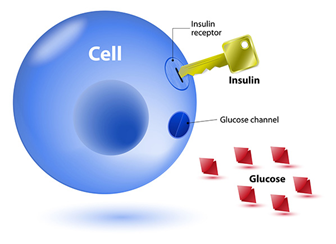 Insulin
receptor
Cell
Insulin
Glucose channel
Glucose